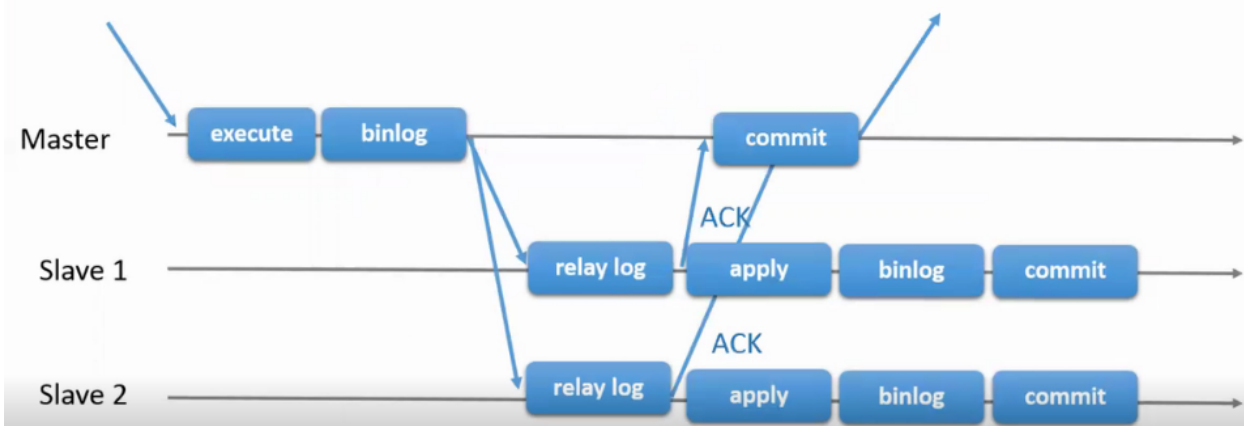 Master execute binlog commit
ACK
Slave 1 relay log apply binlog commit
ACK
Slave 2 relay log apply binlog commit